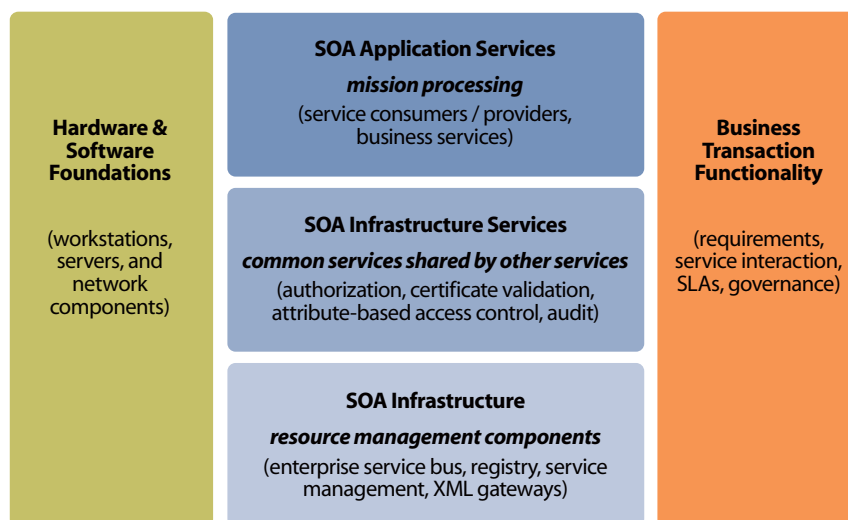 Hardware &
Software
Foundations
(workstations,
servers, and
network
components)
SOA Application Services
mission processing
(service consumers / providers,
business services)
SOA Infrastructure Services
common services shared by other services
(authorization, certificate validation,
attribute-based access control, audit)
SOA Infrastructure
resource management components
(enterprise service bus, registry, service
management, XML gateways)
Business
Transaction
Functionality
(requirements,
service interaction,
SLAs, governance)